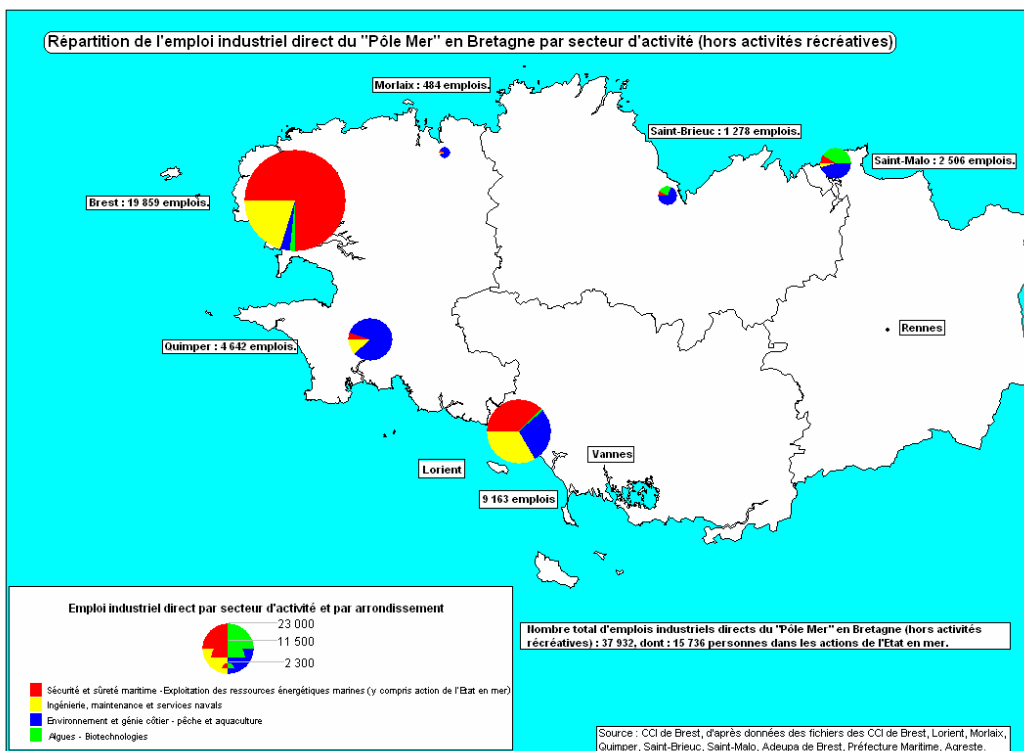 Répartition de l'emploi industriel direct du "Pôle Mer" en Bretagne par secteur d'activité (hors activités récréatives)
Morlaix : 484 emplois.
Saint-Brieuc : 1 278 emplois.
Saint-Malo : 2 506 emplois.
Brest : 19 859 emplois.
Rennes
Quimper : 4 642 emplois.
Vannes
Lorient
9 163 emplois
Emploi industriel direct par secteur d'activité et par arrondissement
23 000
11 500
2 300
Sécurité et sûreté maritime - Exploitation des ressources énergétiques marines (y compris action de l'Etat en mer)
Ingénierie, maintenance et services navals
Environnement et génie côtier - pêche et aquaculture
Algues - Biotechnologies
Nombre total d'emplois industriels directs du "Pôle Mer" en Bretagne (hors activités
récréatives) : 37 932, dont : 15 736 personnes dans les actions de l'Etat en mer.
Source : CCI de Brest, d'après données des fichiers des CCI de Brest, Lorient, Morlaix,
Quimper, Saint-Brieuc, Saint-Malo, Adeupa de Brest, Préfecture Maritime, Agreste.